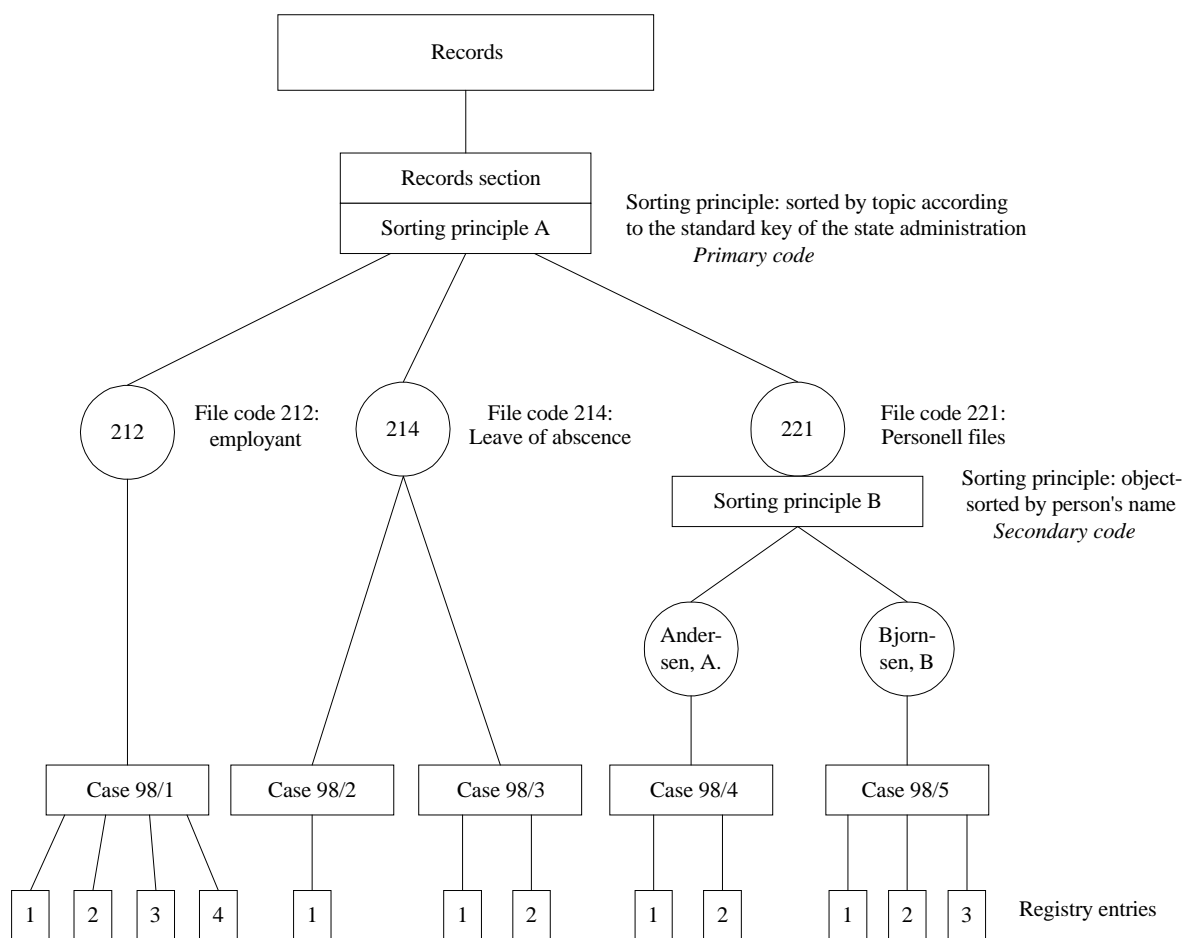 Records
Records section
Sorting principle A
Sorting principle: sorted by topic according
to the standard key of the state administration
Primary code
212
File code 212:
employant
214
File code 214:
Leave of abscence
221
File code 221:
Personell files
Sorting principle B
Sorting principle: object-
sorted by person's name
Secondary code
Ander-
sen, A.
Bjorn-
sen, B
Case 98/1
Case 98/2
Case 98/3
Case 98/4
Case 98/5
1 2 3 4 1 1 2 1 2 1 2 3
Registry entries